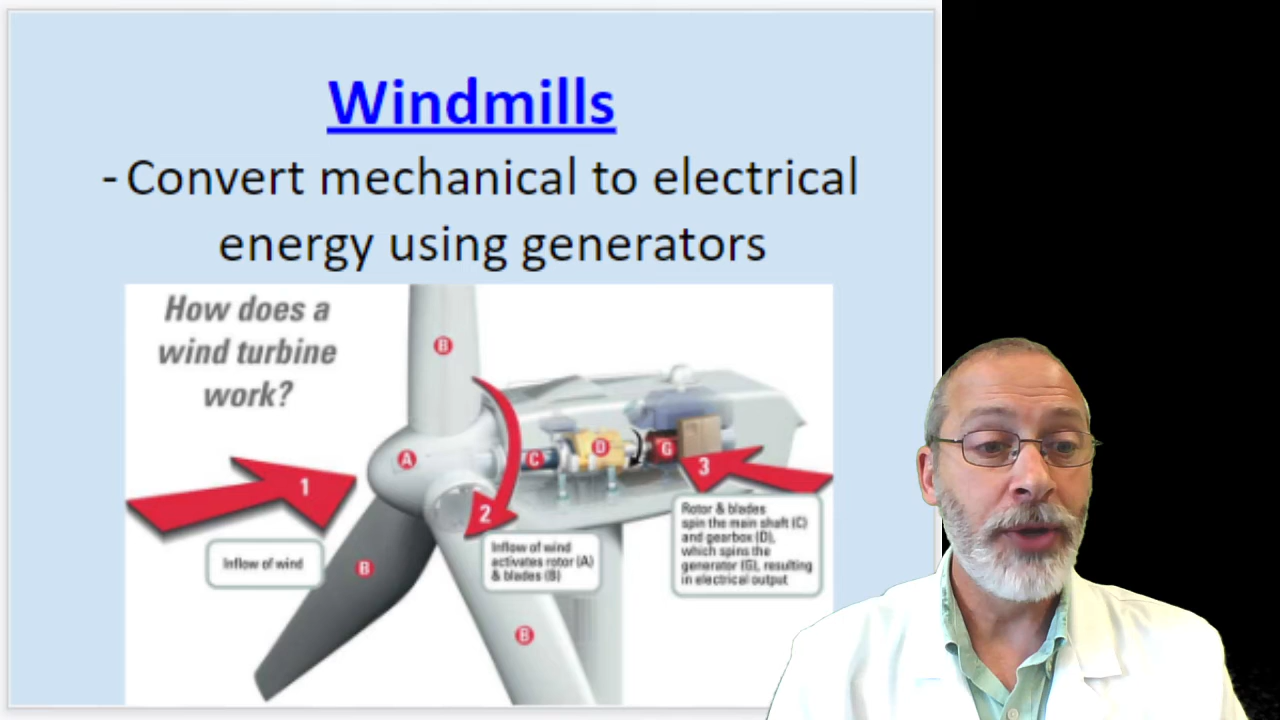 Windmills
- Convert mechanical to electrical
energy using generators
How does a
wind turbine
work?
B
A
C
D
G
3
1
2
Rotor & blades
spin the main shaft (C)
and gearbox (D),
which spins the
generator (G), resulting
in electrical output
Inflow of wind
Inflow of wind
activates rotor (A)
& blades (B)
B
B